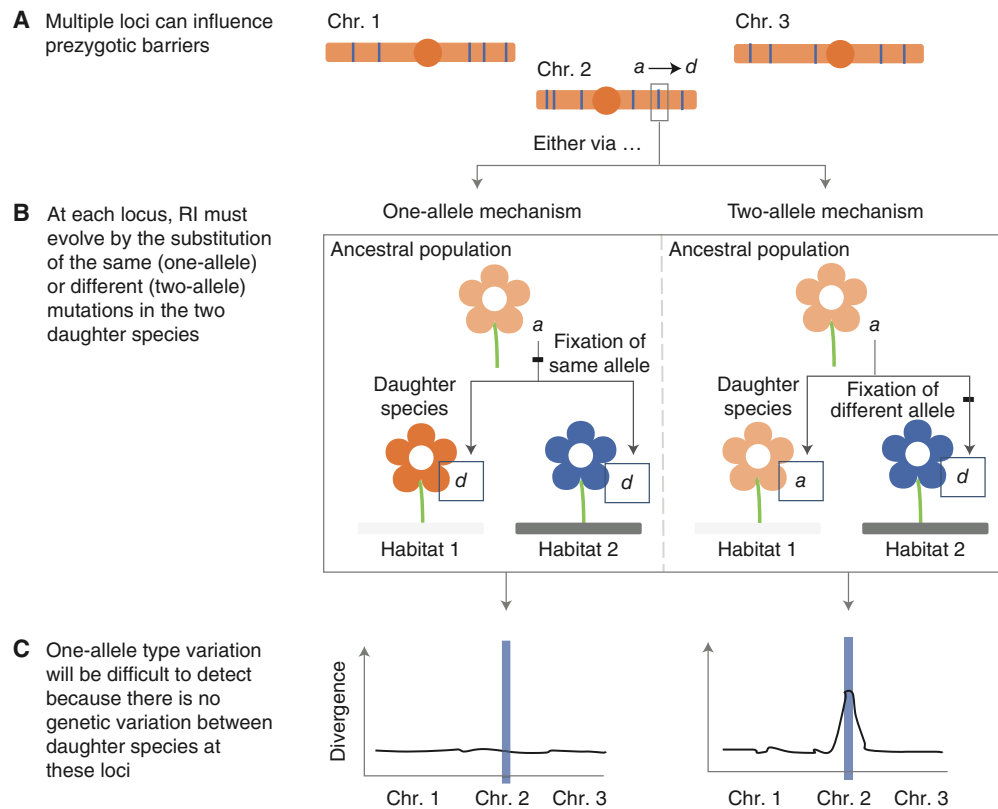 A Multiple loci can influence
prezygotic barriers
Chr. 1
Chr. 2
a d
Chr. 3
Either via …
B At each locus, RI must
evolve by the substitution
of the same (one-allele)
or different (two-allele)
mutations in the two
daughter species
One-allele mechanism
Ancestral population
a
Fixation of
same allele
Daughter
species
d
d
Habitat 1
Habitat 2
Two-allele mechanism
Ancestral population
a
Daughter
species
Fixation of
different allele
a
d
Habitat 1
Habitat 2
C One-allele type variation
will be difficult to detect
because there is no
genetic variation between
daughter species at
these loci
Divergence
Chr. 1 Chr. 2 Chr. 3
Chr. 1 Chr. 2 Chr. 3